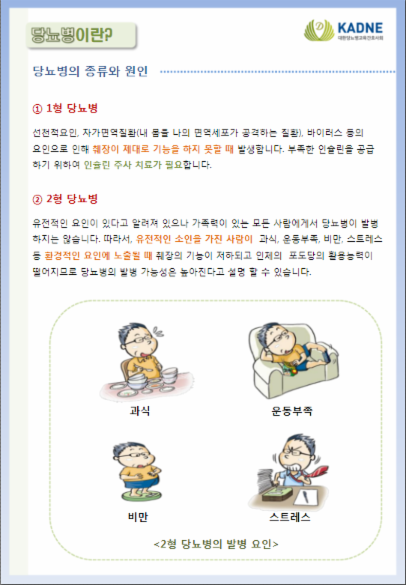 당뇨병이란?
KADNE
대한당뇨병교육간호사회
당뇨병의 종류와 원인
① 1형 당뇨병
선천적요인, 자가면역질환(내 몸을 나의 면역세포가 공격하는 질환), 바이러스 등의
요인으로 인해 췌장이 제대로 기능을 하지 못할 때 발생합니다. 부족한 인슐린을 공급
하기 위하여 인슐린 주사 치료가 필요합니다.
② 2형 당뇨병
유전적인 요인이 있다고 알려져 있으나 가족력이 있는 모든 사람에게서 당뇨병이 발병
하지는 않습니다. 따라서, 유전적인 소인을 가진 사람이 과식, 운동부족, 비만, 스트레스
등 환경적인 요인에 노출될 때 췌장의 기능이 저하되고 인체의 포도당의 활용능력이
떨어지므로 당뇨병의 발병 가능성은 높아진다고 설명 할 수 있습니다.
과식
운동부족
비만
스트레스
<2형 당뇨병의 발병 요인>